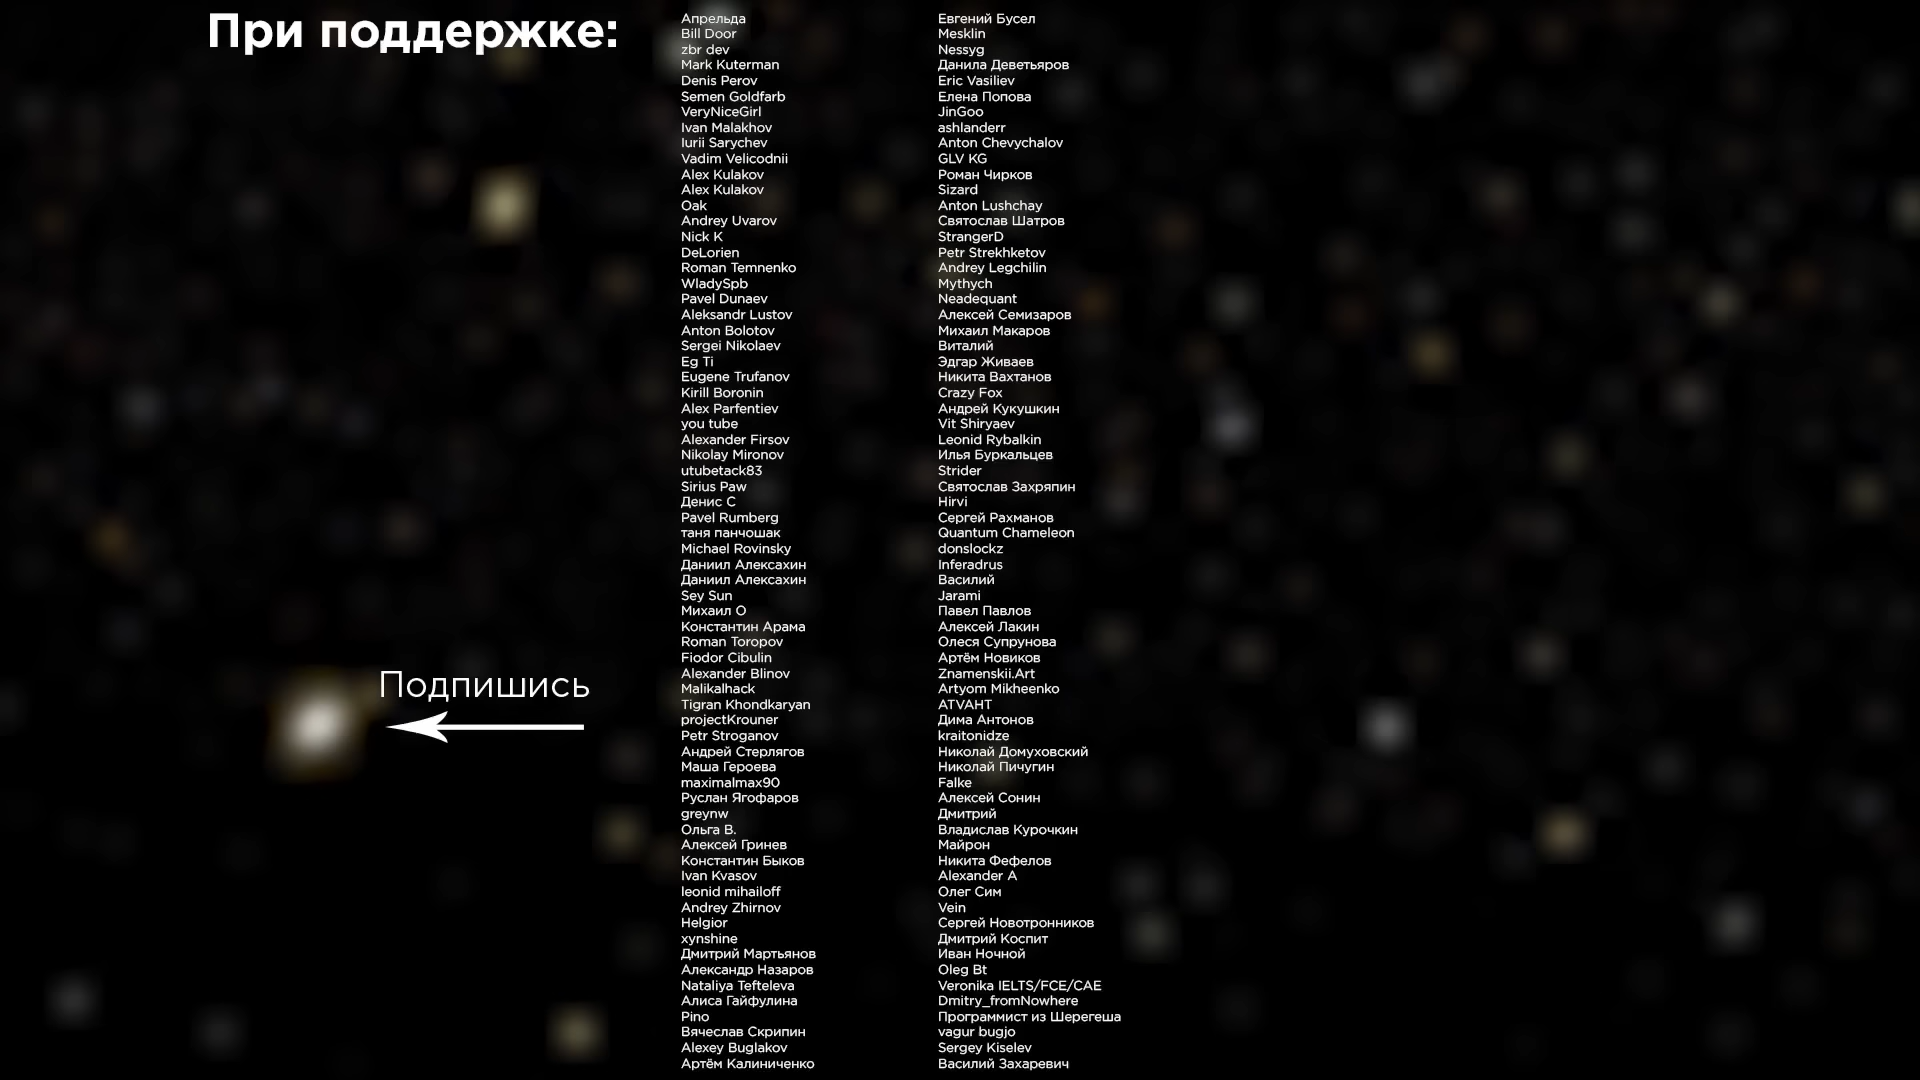 При поддержке:
Апрельда
Bill Door
zbr dev
Mark Kuterman
Denis Perov
Semen Goldfarb
VeryNiceGirl
Ivan Malakhov
Iurii Sarychev
Vadim Velicodnii
Alex Kulakov
Alex Kulakov
Oak
Andrey Uvarov
Nick K
DeLorien
Roman Temnenko
WladySpb
Pavel Dunaev
Aleksandr Lustov
Anton Bolotov
Sergei Nikolaev
Eg Ti
Eugene Trufanov
Kirill Boronin
Alex Parfentiev
you tube
Alexander Firsov
Nikolay Mironov
utubetack83
Sirius Paw
Денис С
Pavel Rumberg
таня панчошак
Michael Rovinsky
Даниил Алексахин
Даниил Алексахин
Sey Sun
Михаил О
Константин Арама
Roman Toropov
Fiodor Cibulin
Alexander Blinov
Malikalhack
Tigran Khondkaryan
projectKrouner
Petr Stroganov
Андрей Стерлягов
Маша Героева
maximalmax90
Руслан Ягофаров
greynw
Ольга В.
Алексей Гринев
Константин Быков
Ivan Kvasov
leonid mihailoff
Andrey Zhirnov
Helgior
xynshine
Дмитрий Мартьянов
Александр Назаров
Nataliya Tefteleva
Алиса Гайфулина
Pino
Вячеслав Скрипин
Alexey Buglakov
Артём Калиниченко
Евгений Бусел
Mesklin
Nessyg
Данила Деветьяров
Eric Vasiliev
Елена Попова
JinGoo
ashlanderr
Anton Chevychalov
GLV KG
Роман Чирков
Sizard
Anton Lushchay
Святослав Шатров
StrangerD
Petr Strekhketov
Andrey Legchilin
Mythych
Neadequant
Алексей Семизаров
Михаил Макаров
Виталий
Эдгар Живаев
Никита Вахтанов
Crazy Fox
Андрей Кукушкин
Vit Shiryaev
Leonid Rybalkin
Илья Буркальцев
Strider
Святослав Захряпин
Hirvi
Сергей Рахманов
Quantum Chameleon
donslockz
Inferadrus
Василий
Jarami
Павел Павлов
Алексей Лакин
Олеся Супрунова
Артём Новиков
Znamenskii.Art
Artyom Mikheenko
ATVAHT
Дима Антонов
kraitonidze
Николай Домуховский
Николай Пичугин
Falke
Алексей Сонин
Дмитрий
Владислав Курочкин
Майрон
Никита Фефелов
Alexander A
Олег Сим
Vein
Сергей Новотронников
Дмитрий Коспит
Иван Ночной
Oleg Bt
Veronika IELTS/FCE/CAE
Dmitry_fromNowhere
Программист из Шерегеша
vagur bugjo
Sergey Kiselev
Василий Захаревич
Подпишись